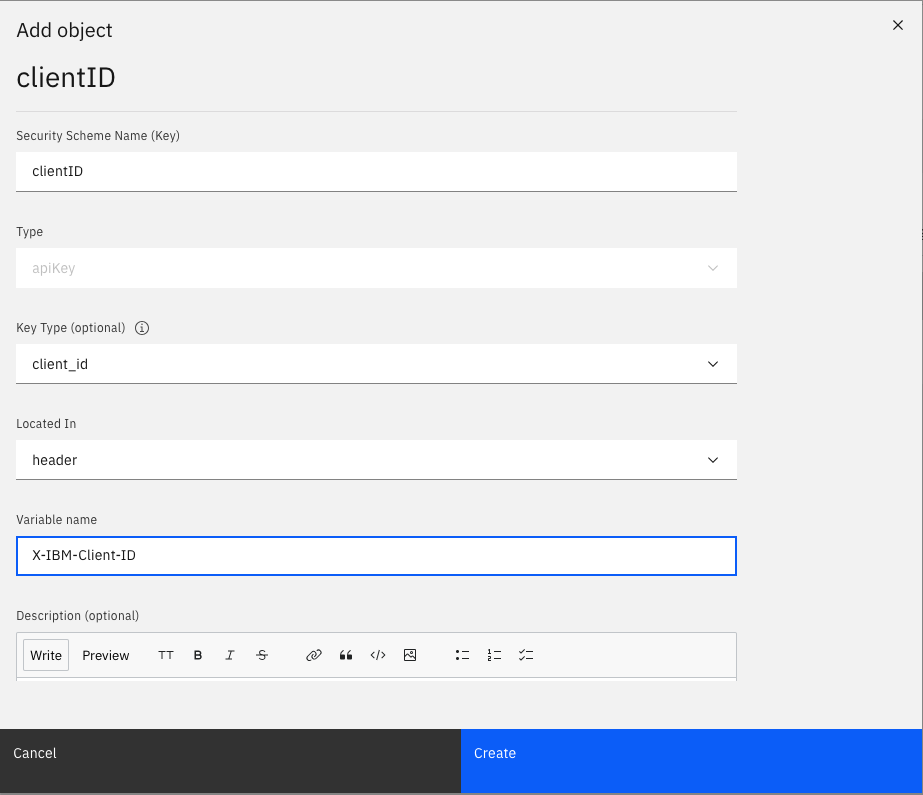 Add object
clientID
Security Scheme Name (Key)
clientID
Type
apiKey
Key Type (optional)
client_id
Located In
header
Variable name
X-IBM-Client-ID
Description (optional)
Write Preview TT B I S
Cancel Create